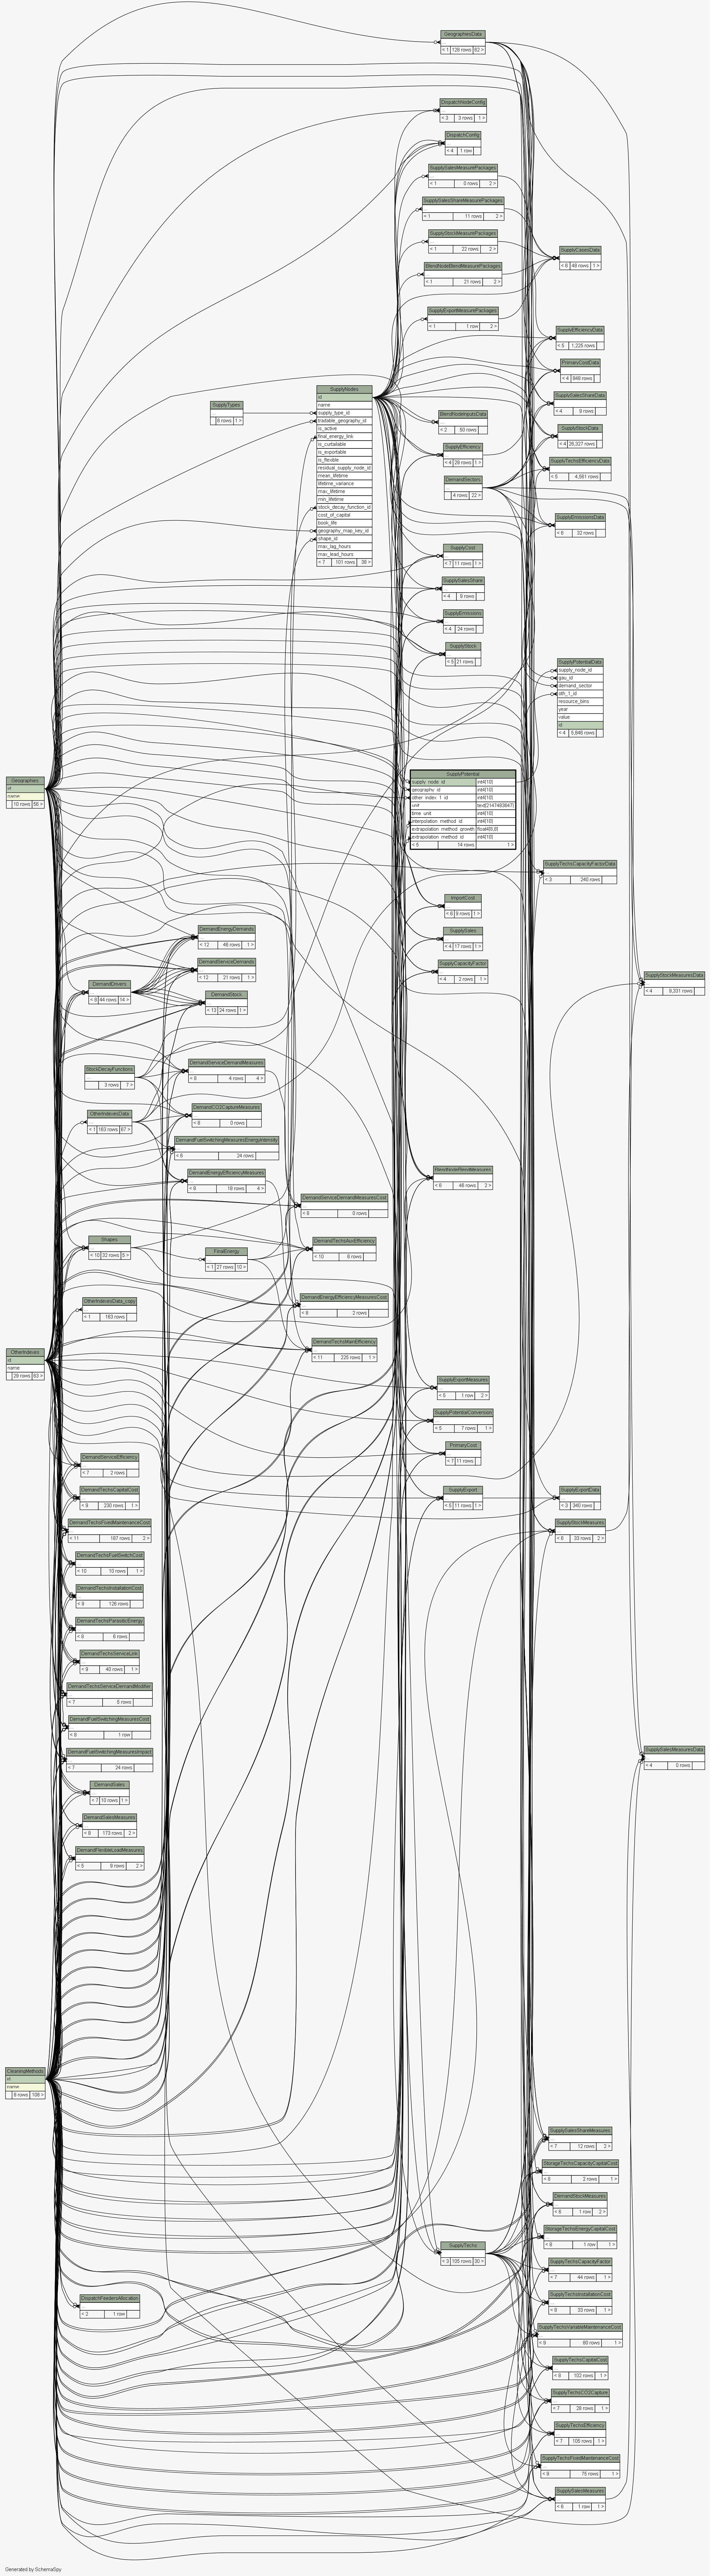 GeographiesData
< 1 128 rows 62 >
DispatchNodeConfig
< 3 3 rows 1 >
DispatchConfig
< 4 1 row
SupplySalesMeasurePackages
< 1 0 rows 2 >
SupplySalesShareMeasurePackages
< 1 11 rows 2 >
SupplyStockMeasurePackages
< 1 22 rows 2 >
SupplyCasesData
< 6 48 rows 1 >
BlendNodeBlendMeasurePackages
< 1 21 rows 2 >
SupplyExportMeasurePackages
< 1 1 row 2 >
SupplyEfficiencyData
< 5 1,225 rows
PrimaryCostData
< 4 846 rows
SupplySalesShareData
< 4 9 rows
SupplyStockData
< 4 26,327 rows
SupplyTechsEfficiencyData
< 5 4,561 rows
SupplyEmissionsData
< 6 32 rows
SupplyTypes
6 rows 1 >
SupplyNodes
id
name
supply_type_id
tradable_geography_id
is_active
final_energy_link
is_curtailable
is_exportable
is_flexible
residual_supply_node_id
mean_lifetime
lifetime_variance
max_lifetime
min_lifetime
stock_decay_function_id
cost_of_capital
book_life
geography_map_key_id
shape_id
max_lag_hours
max_lead_hours
< 7 101 rows 38 >
BlendNodeInputsData
< 2 50 rows
SupplyEfficiency
< 4 29 rows 1 >
DemandSectors
4 rows 22 >
SupplyCost
< 7 11 rows 1 >
SupplySalesShare
< 4 8 rows
SupplyEmissions
< 4 24 rows
SupplyStock
< 5 21 rows
SupplyPotentialData
supply_node_id
gau_id
demand_sector
oth_1_id
resource_bins
year
value
id
< 4 5,846 rows
SupplyPotential
supply_node_id int4[10]
geography_id int4[10]
other_index_1_id int4[10]
unit text[2147483647]
time_unit int4[10]
interpolation_method_id int4[10]
extrapolation_method_growth float4[8,8]
extrapolation_method_id int4[10]
< 5 14 rows 1 >
Geographies
id
name
10 rows 56 >
SupplyTechsCapacityFactorData
< 3 240 rows
ImportCost
< 6 9 rows 1 >
SupplySales
< 4 17 rows 1 >
SupplyCapacityFactor
< 4 2 rows 1 >
SupplyStockMeasuresData
< 4 9,331 rows
DemandEnergyDemands
< 12 46 rows 1 >
DemandServiceDemands
< 12 21 rows 1 >
DemandDrivers
< 8 44 rows 14 >
DemandStock
< 13 24 rows 1 >
StockDecayFunctions
3 rows 7 >
DemandServiceDemandMeasures
< 8 4 rows 4 >
OtherIndexesData
< 1 183 rows 67 >
DemandCO2CaptureMeasures
< 8 0 rows
DemandFuelSwitchingMeasuresEnergyIntensity
< 6 24 rows
DemandEnergyEfficiencyMeasures
< 8 18 rows 4 >
BlendNodeBlendMeasures
< 6 46 rows 2 >
DemandServiceDemandMeasuresCost
< 8 0 rows
Shapes
< 10 32 rows 5 >
FinalEnergy
< 1 27 rows 10 >
DemandTechsAuxEfficiency
< 10 6 rows
OtherIndexesData_copy
< 1 183 rows
DemandEnergyEfficiencyMeasuresCost
< 8 2 rows
DemandTechsMainEfficiency
< 11 225 rows 1 >
OtherIndexes
id
name
29 rows 63 >
SupplyExportMeasures
< 5 1 row 2 >
SupplyPotentialConversion
< 5 7 rows 1 >
PrimaryCost
< 7 11 rows
DemandServiceEfficiency
< 7 2 rows
DemandTechsCapitalCost
< 9 230 rows 1 >
SupplyExport
< 5 11 rows 1 >
SupplyExportData
< 3 340 rows
DemandTechsFixedMaintenanceCost
< 11 187 rows 2 >
SupplyStockMeasures
< 8 33 rows 2 >
DemandTechsFuelSwitchCost
< 10 10 rows 1 >
DemandTechsInstallationCost
< 9 126 rows
DemandTechsParasiticEnergy
< 8 8 rows
DemandTechsServiceLink
< 9 40 rows 1 >
DemandTechsServiceDemandModifier
< 7 5 rows
DemandFuelSwitchingMeasuresCost
< 8 1 row
DemandFuelSwitchingMeasuresImpact
< 7 24 rows
SupplySalesMeasuresData
< 4 0 rows
DemandSales
< 7 10 rows 1 >
DemandSalesMeasures
< 8 173 rows 2 >
DemandFlexibleLoadMeasures
< 5 9 rows 2 >
CleaningMethods
id
name
8 rows 108 >
SupplySalesShareMeasures
< 7 12 rows 2 >
StorageTechsCapacityCapitalCost
< 8 2 rows 1 >
DemandStockMeasures
< 6 1 row 2 >
StorageTechsEnergyCapitalCost
< 8 1 row 1 >
SupplyTechs
< 3 105 rows 30 >
SupplyTechsCapacityFactor
< 7 44 rows 1 >
DispatchFeedersAllocation
< 2 1 row
SupplyTechsInstallationCost
< 8 33 rows 1 >
SupplyTechsVariableMaintenanceCost
< 9 80 rows 1 >
SupplyTechsCapitalCost
< 8 102 rows 1 >
SupplyTechsCO2Capture
< 7 28 rows 1 >
SupplyTechsEfficiency
< 7 105 rows 1 >
SupplyTechsFixedMaintenanceCost
< 8 75 rows 1 >
SupplySalesMeasures
< 8 1 row 1 >
Generated by SchemaSpy